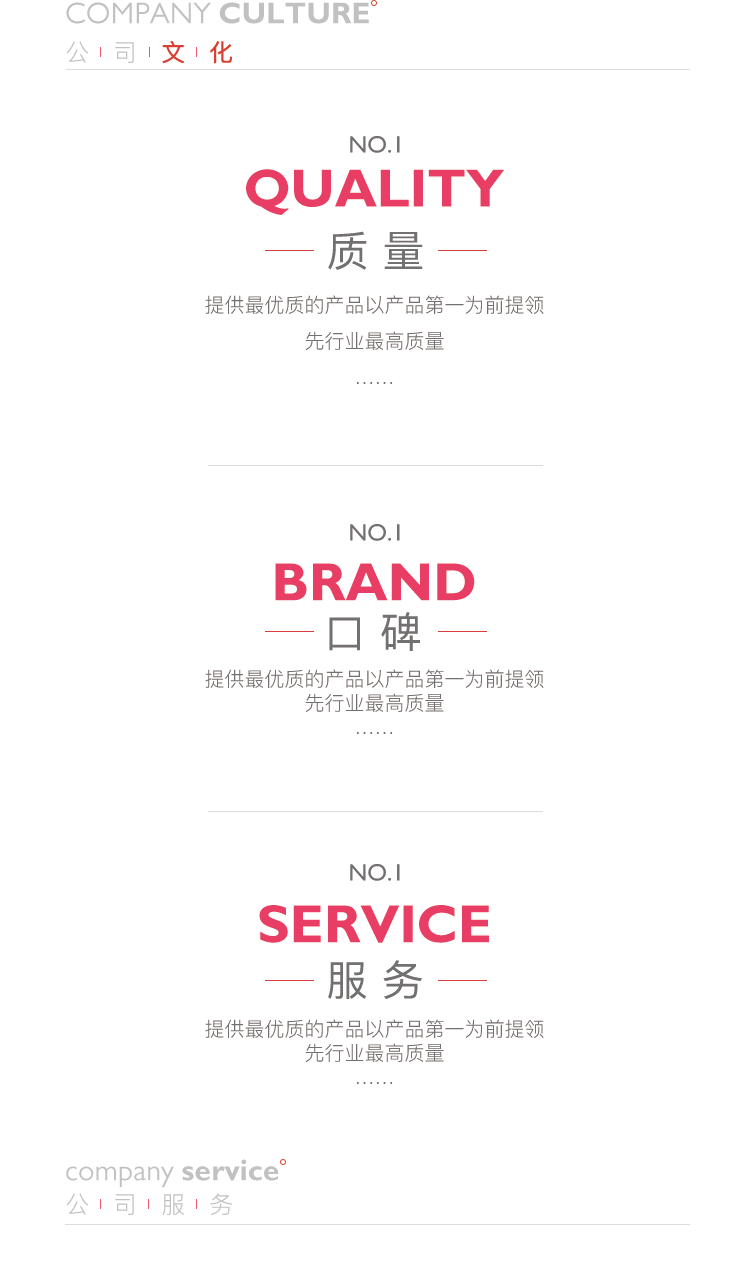 COMPANY CULTURE
公司文化
NO.1
QUALITY
质量
提供最优质的产品以产品第一为前提领
先行业最高质量
......
NO.1
BRAND
口碑
提供最优质的产品以产品第一为前提领
先行业最高质量
......
NO.1
SERVICE
服务
提供最优质的产品以产品第一为前提领
先行业最高质量
......
company service
公司服务